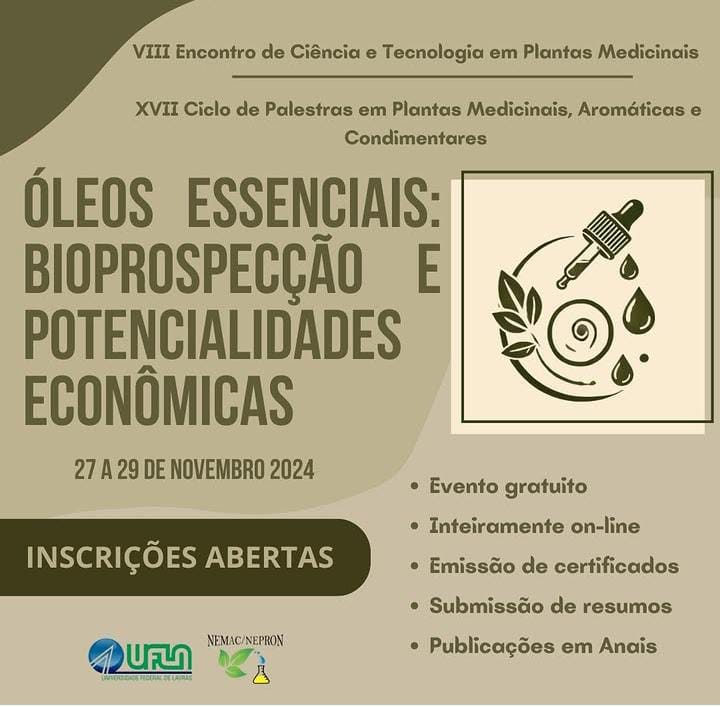 VIII Encontro de Ciência e Tecnologia em Plantas Medicinais
XVII Ciclo de Palestras em Plantas Medicinais, Aromáticas e
Condimentares
ÓLEOS ESSENCIAIS:
BIOPROSPECÇÃO E
POTENCIALIDADES
ECONÔMICAS
27 A 29 DE NOVEMBRO 2024
INSCRIÇÕES ABERTAS
• Evento gratuito
• Inteiramente on-line
• Emissão de certificados
• Submissão de resumos
• Publicações em Anais
UFLA
UNIVERSIDADE FEDERAL DE LAVRAS
NEMAC/NEPRON